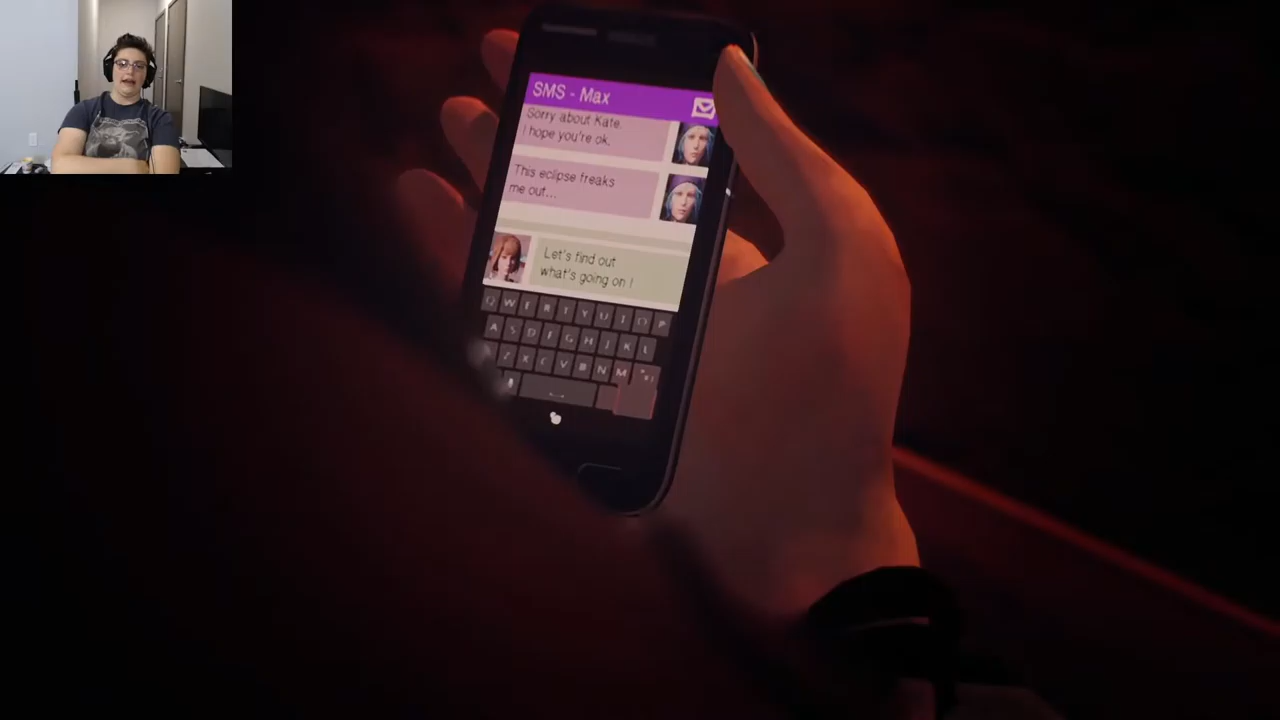 SMS - Max
Sorry about Kate.
I hope you're ok.
This eclipse freaks
me out...
Let's find out
what's going on !
Q W E R T Y U I O P
A S D F G H J K L
Z X C V B N M